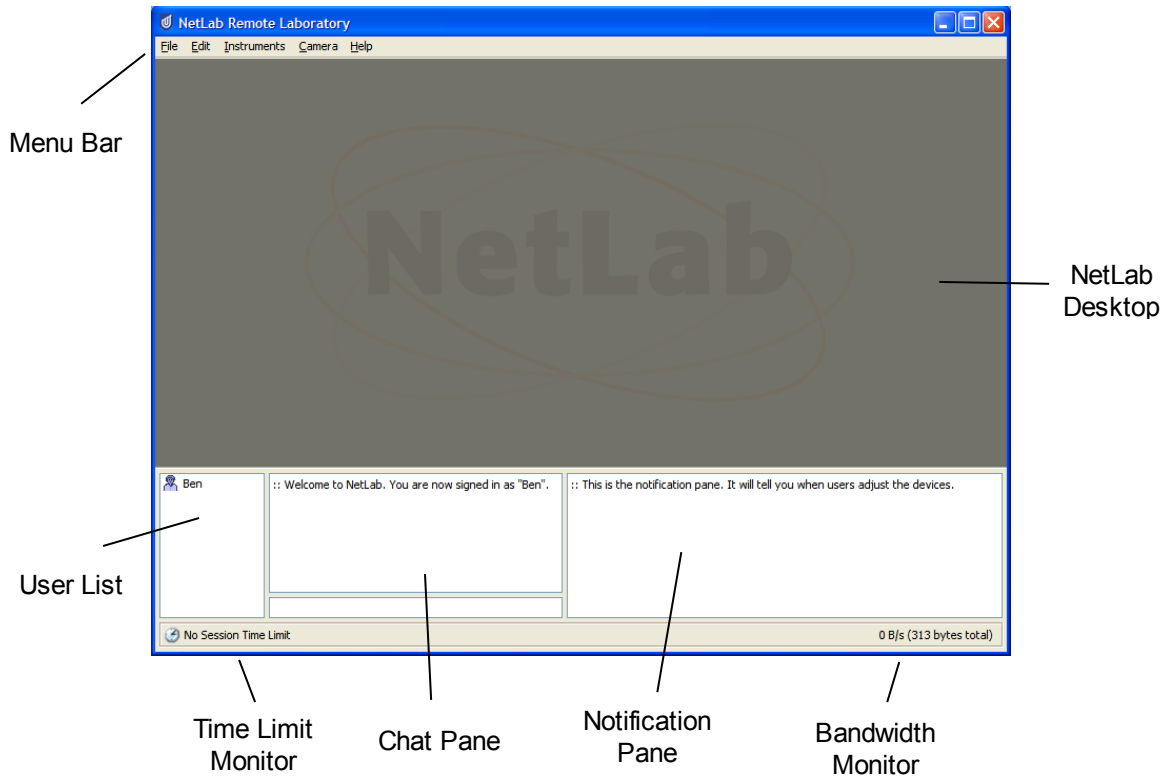 NetLab Remote Laboratory
File Edit Instruments Camera Help
Menu Bar
NetLab
NetLab
Desktop
Ben
:: Welcome to NetLab. You are now signed in as "Ben".
:: This is the notification pane. It will tell you when users adjust the devices.
User List
No Session Time Limit
0 B/s (313 bytes total)
Time Limit
Monitor
Chat Pane
Notification
Pane
Bandwidth
Monitor